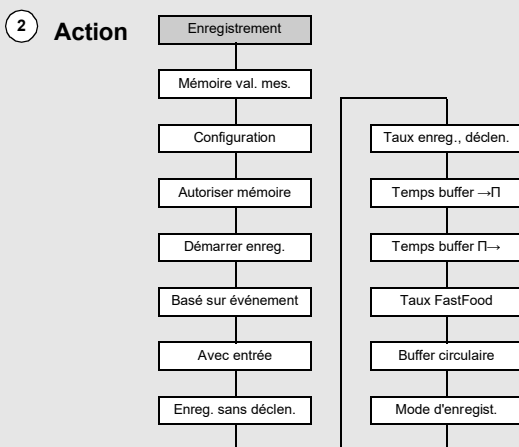 2 Action
Enregistrement
Mémoire val. mes.
Configuration
Autoriser mémoire
Démarrer enreg.
Basé sur événement
Avec entrée
Enreg. sans déclen.
Taux enreg., déclen.
Temps buffer →Π
Temps buffer Π→
Taux FastFood
Buffer circulaire
Mode d'enregist.